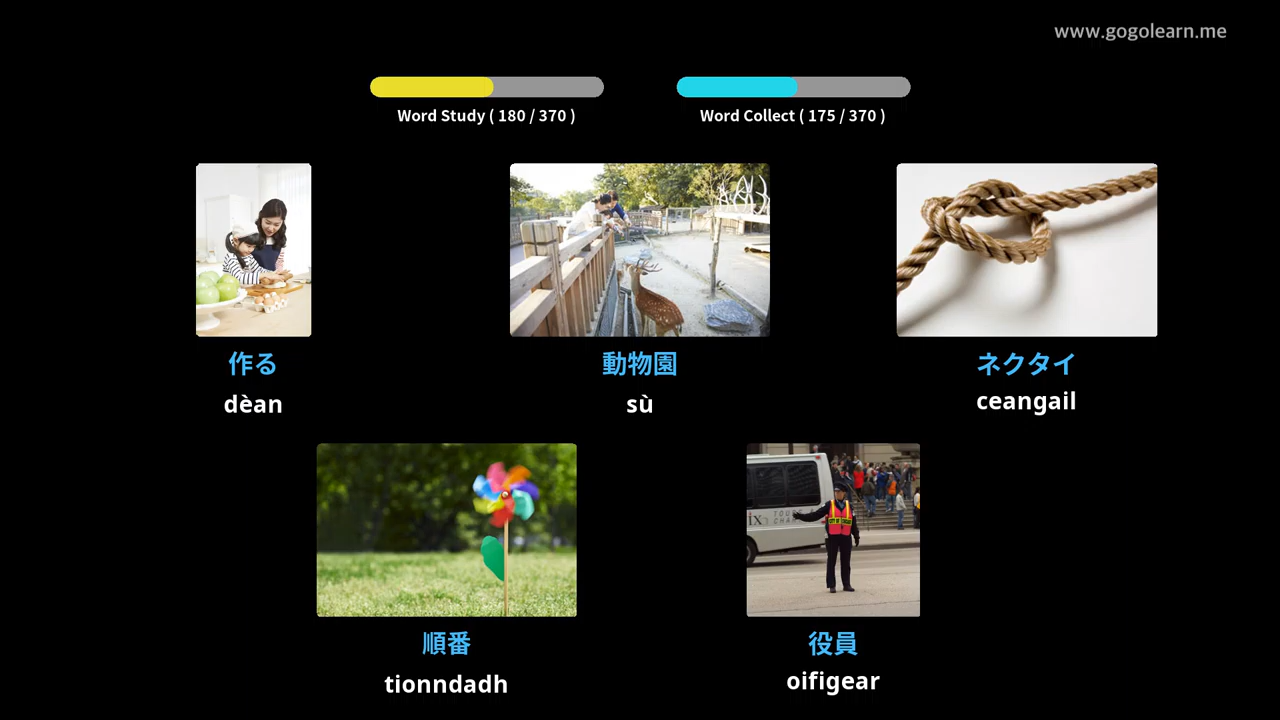 www.gogolearn.me
Word Study ( 180 / 370 )
Word Collect ( 175 / 370 )
作る
dèan
動物園
sù
ネクタイ
ceangail
順番
tionndadh
役員
oifigear